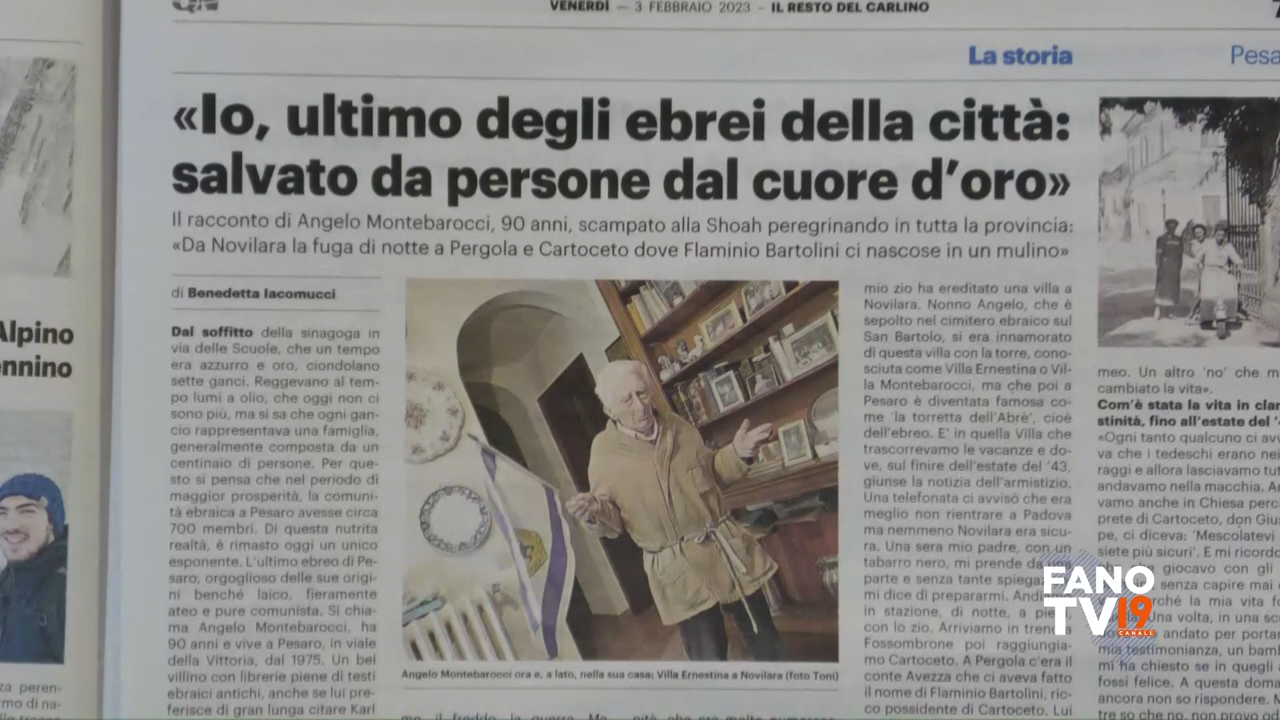 VENERDÌ — 3 FEBBRAIO 2023 – IL RESTO DEL CARLINO
La storia
Pesa
«Io, ultimo degli ebrei della città:
salvato da persone dal cuore d'oro»
Il racconto di Angelo Montebarocci, 90 anni, scampato alla Shoah peregrinando in tutta la provincia:
«Da Novilara la fuga di notte a Pergola e Cartoceto dove Flaminio Bartolini ci nascose in un mulino»
di Benedetta Iacomucci
Dal soffitto della sinagoga in
via delle Scuole, che un tempo
era azzurro e oro, ciondolano
sette ganci. Reggevano al tem-
po lumi a olio, che oggi non ci
sono più, ma si sa che ogni gan-
cio rappresentava una famiglia,
generalmente composta da un
centinaio di persone. Per que-
sto si pensa che nel periodo di
maggior prosperità, la comuni-
tà ebraica a Pesaro avesse circa
700 membri. Di questa nutrita
realtà, è rimasto oggi un unico
esponente. L'ultimo ebreo di Pe-
saro, orgoglioso delle sue origi-
ni benché laico, fieramente
ateo e pure comunista. Si chia-
ma Angelo Montebarocci, ha
90 anni e vive a Pesaro, in viale
della Vittoria, dal 1975. Un bel
villino con librerie piene di testi
ebraici antichi, anche se lui pre-
ferisce di gran lunga citare Karl
Angelo Montebarocci ora e, a lato, nella sua casa; Villa Ernestina a Novilara (foto Toni)
mio zio ha ereditato una villa a
Novilara. Nonno Angelo, che è
sepolto nel cimitero ebraico sul
San Bartolo, si era innamorato
di questa villa con la torre, cono-
sciuta come Villa Ernestina o Vil-
la Montebarocci, ma che poi a
Pesaro è diventata famosa co-
me 'la torretta dell'Abrè', cioè
dell'ebreo. E' in quella Villa che
trascorrevamo le vacanze e do-
ve, sul finire dell'estate del '43,
giunse la notizia dell'armistizio.
Una telefonata ci avvisò che era
meglio non rientrare a Padova
ma nemmeno Novilara era sicu-
ra. Una sera mio padre, con un
tabarro nero, mi prende da
parte e senza tante spiega
mi dice di prepararmi.
in stazione, di notte, a
con lo zio. Arriviamo in
Fossombrone poi raggiungia-
mo Cartoceto. A Pergola c'era il
conte Avezza che ci aveva fatto
il nome di Flaminio Bartolini, ric-
co possidente di Cartoceto. Lui
meo. Un altro 'no' che m
cambiato la vita».
Com'è stata la vita in clan
stinità, fino all'estate del '
«Ogni tanto qualcuno ci avv
va che i tedeschi erano nei
raggi e allora lasciavamo tut
andavamo nella macchia. An
vamo anche in Chiesa perc
prete di Cartoceto, don Giu
pe, ci diceva: 'Mescolatevi
siete più sicuri'. E mi ricordo
giocavo con gli
senza capire mai
la mia vita f
na volta, in una sc
andato per portar
mia testimonianza, un bam
mi ha chiesto se in quegli
fossi felice. A questa doma
ancora non so rispondere.
Alpino
ennino
FANO
TV 19
CANALE